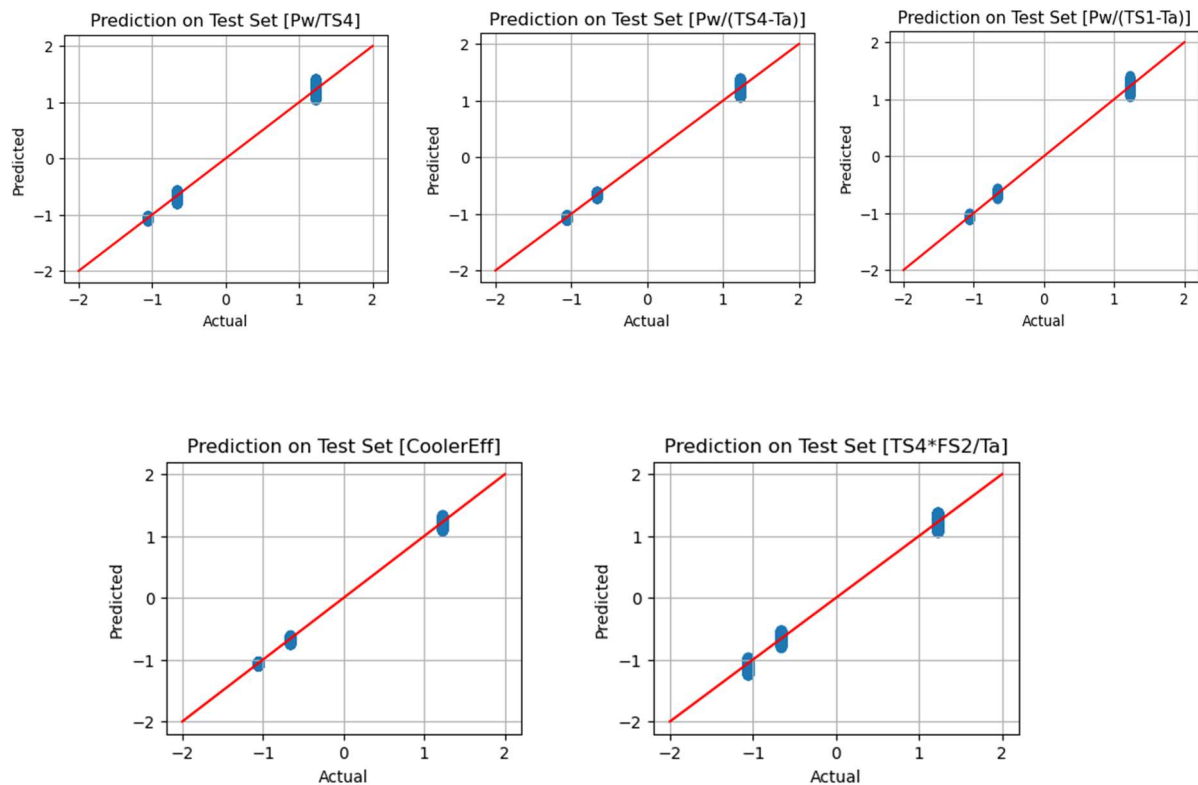 Prediction on Test Set [Pw/TS4]
2
1
0
−1
−2
Predicted
−2 −1 0 1 2
Actual
Prediction on Test Set [Pw/(TS4-Ta)]
2
1
0
−1
−2
Predicted
−2 −1 0 1 2
Actual
Prediction on Test Set [Pw/(TS1-Ta)]
2
1
0
−1
−2
Predicted
−2 −1 0 1 2
Actual
Prediction on Test Set [CoolerEff]
2
1
0
−1
−2
Predicted
−2 −1 0 1 2
Actual
Prediction on Test Set [TS4*FS2/Ta]
2
1
0
−1
−2
Predicted
−2 −1 0 1 2
Actual